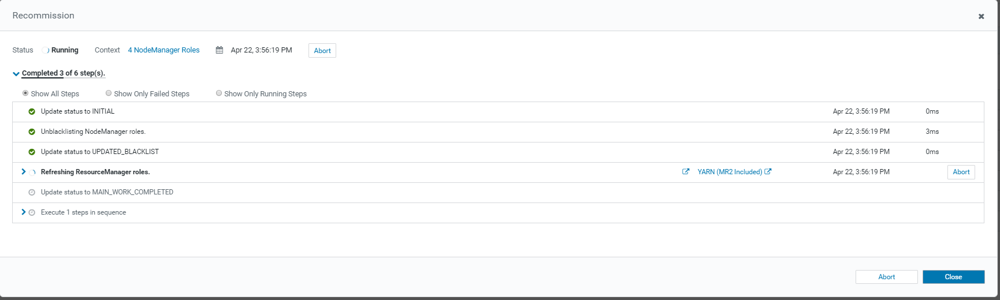 Recommission
Status Running Context 4 NodeManager Roles Apr 22, 3:56:19 PM Abort
Completed 3 of 6 step(s).
Show All Steps Show Only Failed Steps Show Only Running Steps
Update status to INITIAL Apr 22, 3:56:19 PM 0ms
Unblacklisting NodeManager roles. Apr 22, 3:56:19 PM 3ms
Update status to UPDATED_BLACKLIST Apr 22, 3:56:19 PM 0ms
Refreshing ResourceManager roles. YARN (MR2 Included) Apr 22, 3:56:19 PM Abort
Update status to MAIN_WORK_COMPLETED
Execute 1 steps in sequence
Abort Close